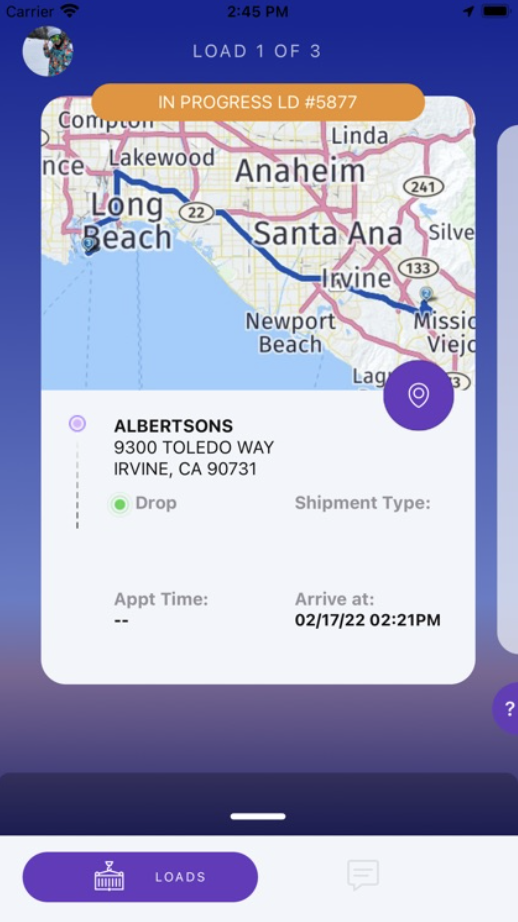 Carrier 2:45 PM
LOAD 1 OF 3
IN PROGRESS LD #5877
Compton
Linda
nce Lakewood
Anaheim
241
Long
Beach
22
Santa Ana
Silve
133
Irvine
Newport
Beach
Missic
Viejo
Lag
ALBERTSONS
9300 TOLEDO WAY
IRVINE, CA 90731
Drop Shipment Type:
Appt Time: Arrive at:
-- 02/17/22 02:21PM
?
LOADS